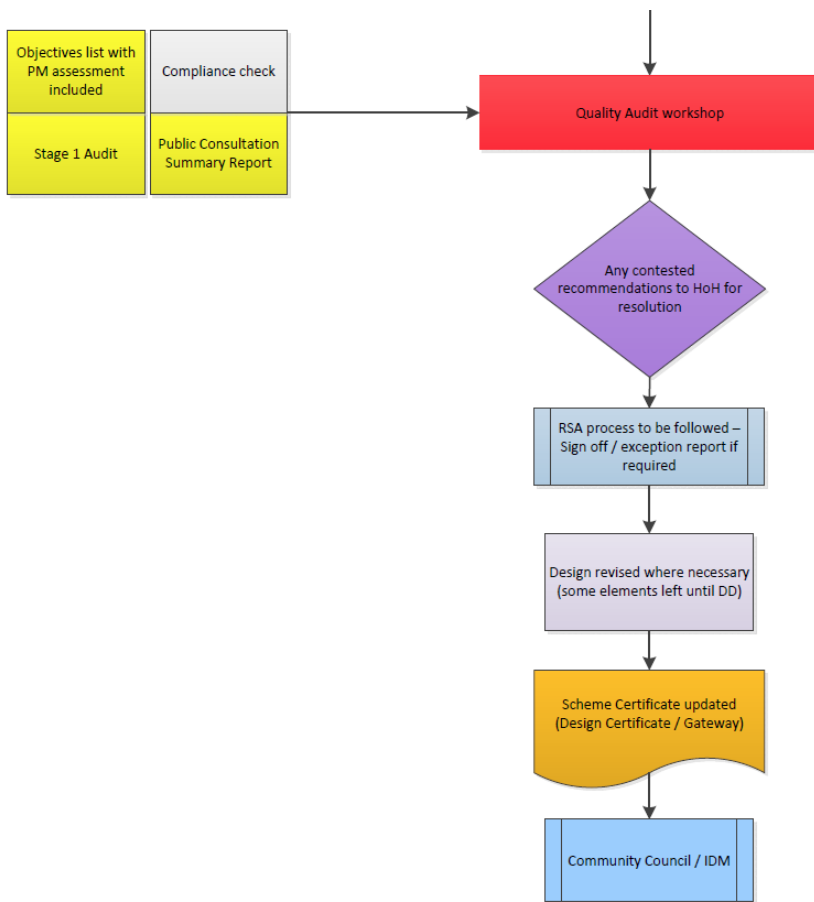 Objectives list with
PM assessment
included
Compliance check
Stage 1 Audit
Public Consultation
Summary Report
Quality Audit workshop
Any contested
recommendations to HoH for
resolution
RSA process to be followed –
Sign off / exception report if
required
Design revised where necessary
(some elements left until DD)
Scheme Certificate updated
(Design Certificate / Gateway)
Community Council / IDM